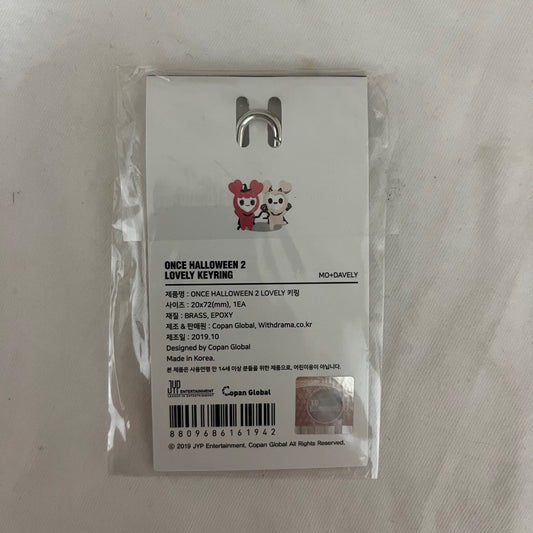 ONCE HALLOWEEN 2
LOVELY KEYRING
MO+DAVELY
제품명 : ONCE HALLOWEEN 2 LOVELY 키링
사이즈 : 20x72(mm), 1EA
재질 : BRASS, EPOXY
제조 & 판매원 : Copan Global, Withdrama.co.kr
제조일 : 2019.10
Designed by Copan Global
Made in Korea.
본 제품은 사용연령 만 14세 이상 분들을 위한 제품으로, 어린이용이 아닙니다.
JYP ENTERTAINMENT
LEADER IN ENTERTAINMENT
Copan Global
8809686161942
ⓒ 2019 JYP Entertainment, Copan Global All Rights Reserved.